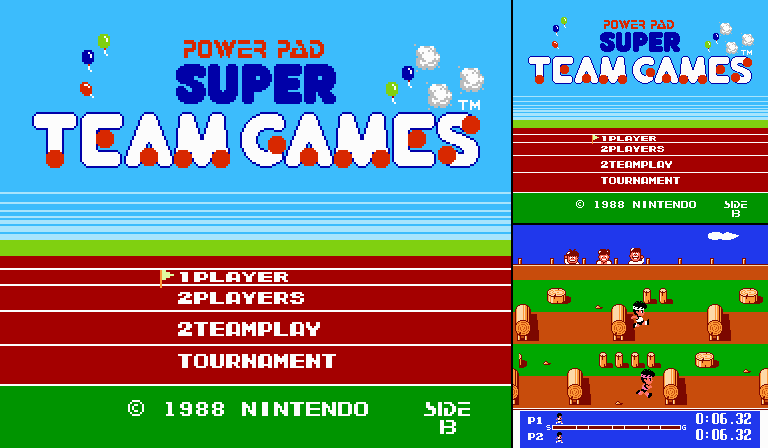 POWER PAD
SUPER
TEAM GAMES
TM
1PLAYER
2PLAYERS
2TEAMPLAY
TOURNAMENT
© 1988 NINTENDO
SIDE
B
POWER PAD
SUPER
TEAM GAMES
TM
1PLAYER
2PLAYERS
2TEAMPLAY
TOURNAMENT
© 1988 NINTENDO
SIDE
B
P1 S G 0:06.32
P2 0:06.32